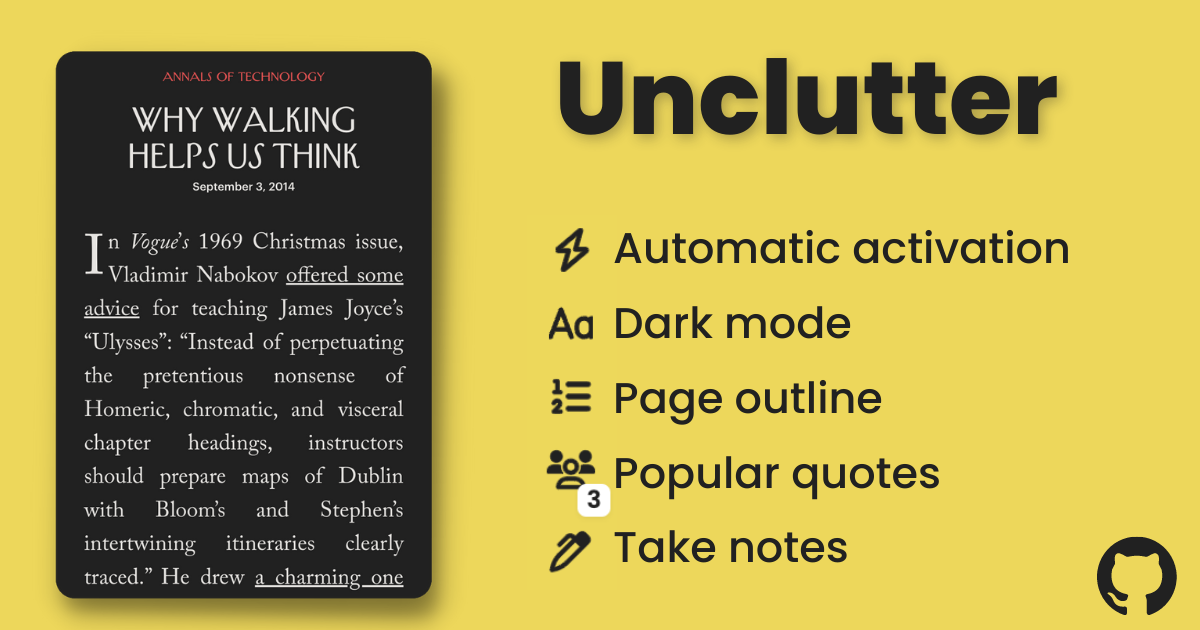 ANNALS OF TECHNOLOGY
WHY WALKING
HELPS US THINK
September 3, 2014
In Vogue’s 1969 Christmas issue,
Vladimir Nabokov offered some
advice for teaching James Joyce’s
“Ulysses”: “Instead of perpetuating
the pretentious nonsense of
Homeric, chromatic, and visceral
chapter headings, instructors
should prepare maps of Dublin
with Bloom’s and Stephen’s
intertwining itineraries clearly
traced.” He drew a charming one
Unclutter
Automatic activation
Aa Dark mode
1 2 Page outline
Popular quotes
3
Take notes